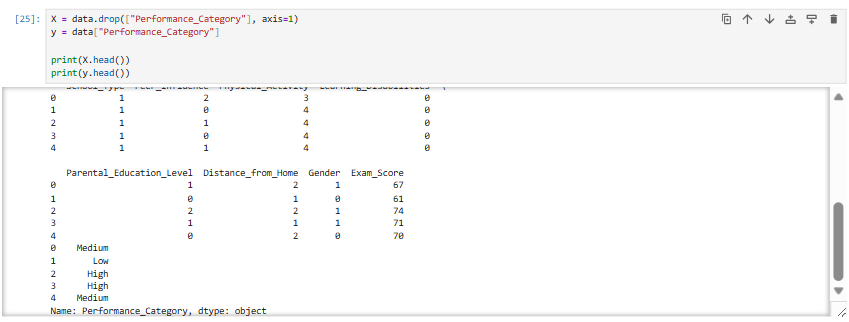 [25]: X = data.drop(["Performance_Category"], axis=1)
y = data["Performance_Category"]
print(X.head())
print(y.head())
0 1 2 3 0
1 1 0 4 0
2 1 1 4 0
3 1 0 4 0
4 1 1 4 0
Parental_Education_Level Distance_from_Home Gender Exam_Score
0 1 2 1 67
1 0 1 0 61
2 2 2 1 74
3 1 1 1 71
4 0 2 0 70
0 Medium
1 Low
2 High
3 High
4 Medium
Name: Performance_Category, dtype: object